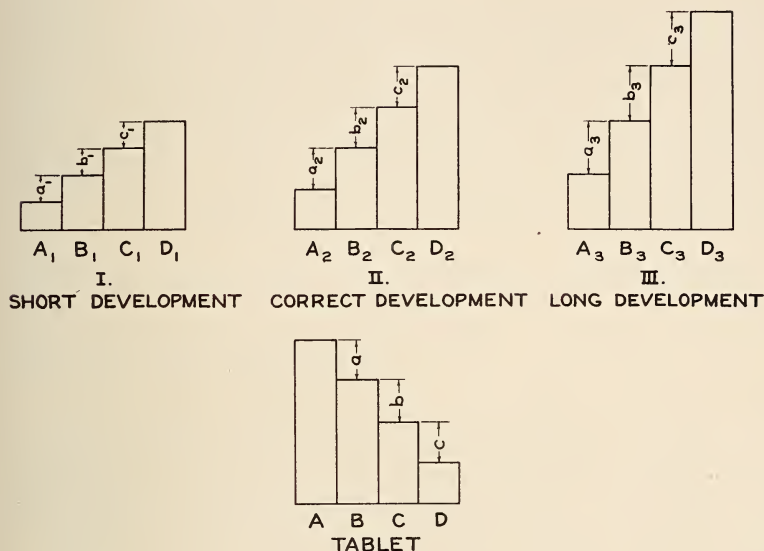 a₁ b₁ c₁
a₂ b₂ c₂
a₃ b₃ c₃
A₁ B₁ C₁ D₁
A₂ B₂ C₂ D₂
A₃ B₃ C₃ D₃
I.
II.
III.
SHORT DEVELOPMENT
CORRECT DEVELOPMENT
LONG DEVELOPMENT
a
b
c
A B C D
TABLET